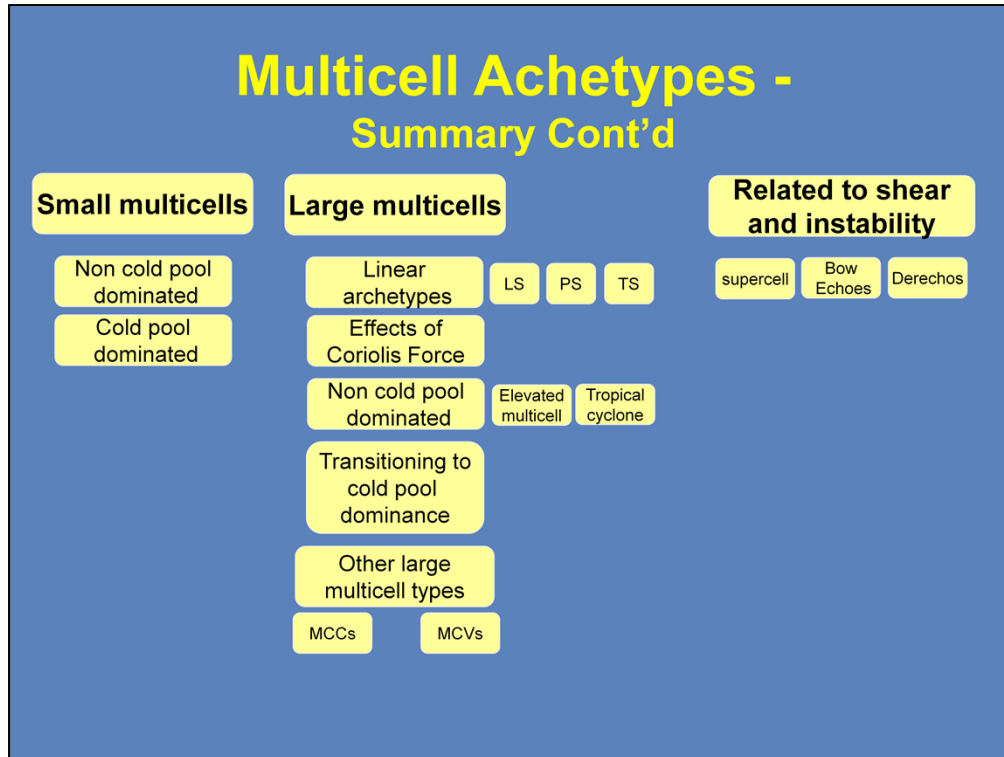 Multicell Achetypes -
Summary Cont'd
Small multicells
Non cold pool
dominated
Cold pool
dominated
Large multicells
Linear
archetypes
LS
PS
TS
Effects of
Coriolis Force
Non cold pool
dominated
Elevated
multicell
Tropical
cyclone
Transitioning to
cold pool
dominance
Other large
multicell types
MCCs
MCVs
Related to shear
and instability
supercell
Bow
Echoes
Derechos